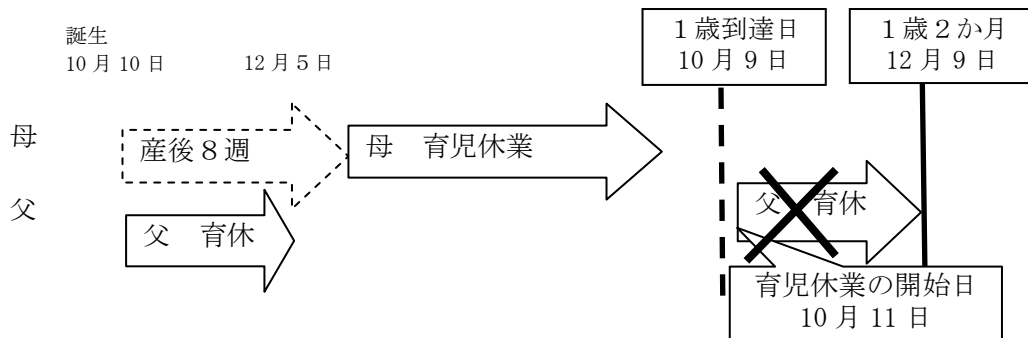 誕生
10月10日 12月5日
1歳到達日
10月9日
1歳2か月
12月9日
母
産後8週
母 育児休業
父
父 育休
父 育休
育児休業の開始日
10月11日